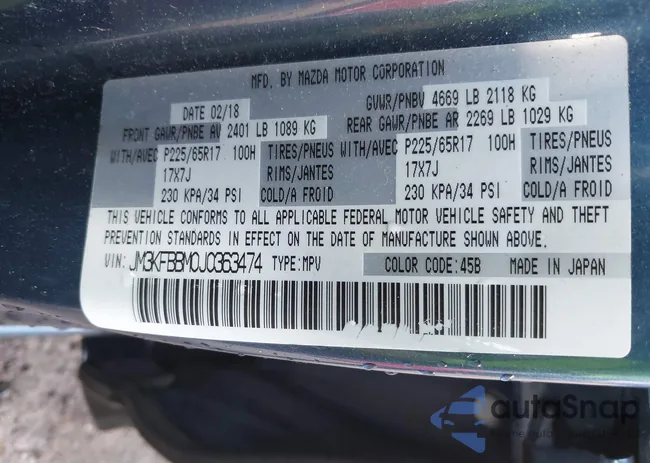 MFD. BY MAZDA MOTOR CORPORATION
DATE 02/18 GVWR/PNBV 4669 LB 2118 KG
FRONT GAWR/PNBE AV 2401 LB 1089 KG REAR GAWR/PNBE AR 2269 LB 1029 KG
WITH/AVEC P225/65R17 100H TIRES/PNEUS WITH/AVEC P225/65R17 100H TIRES/PNEUS
17X7J RIMS/JANTES 17X7J RIMS/JANTES
230 KPA/34 PSI COLD/A FROID 230 KPA/34 PSI COLD/A FROID
THIS VEHICLE CONFORMS TO ALL APPLICABLE FEDERAL MOTOR VEHICLE SAFETY AND THEFT
PREVENTION STANDARDS IN EFFECT ON THE DATE OF MANUFACTURE SHOWN ABOVE.
VIN: JM3KFBBM0J0363474 TYPE: MPV COLOR CODE: 45B MADE IN JAPAN
autoSnap